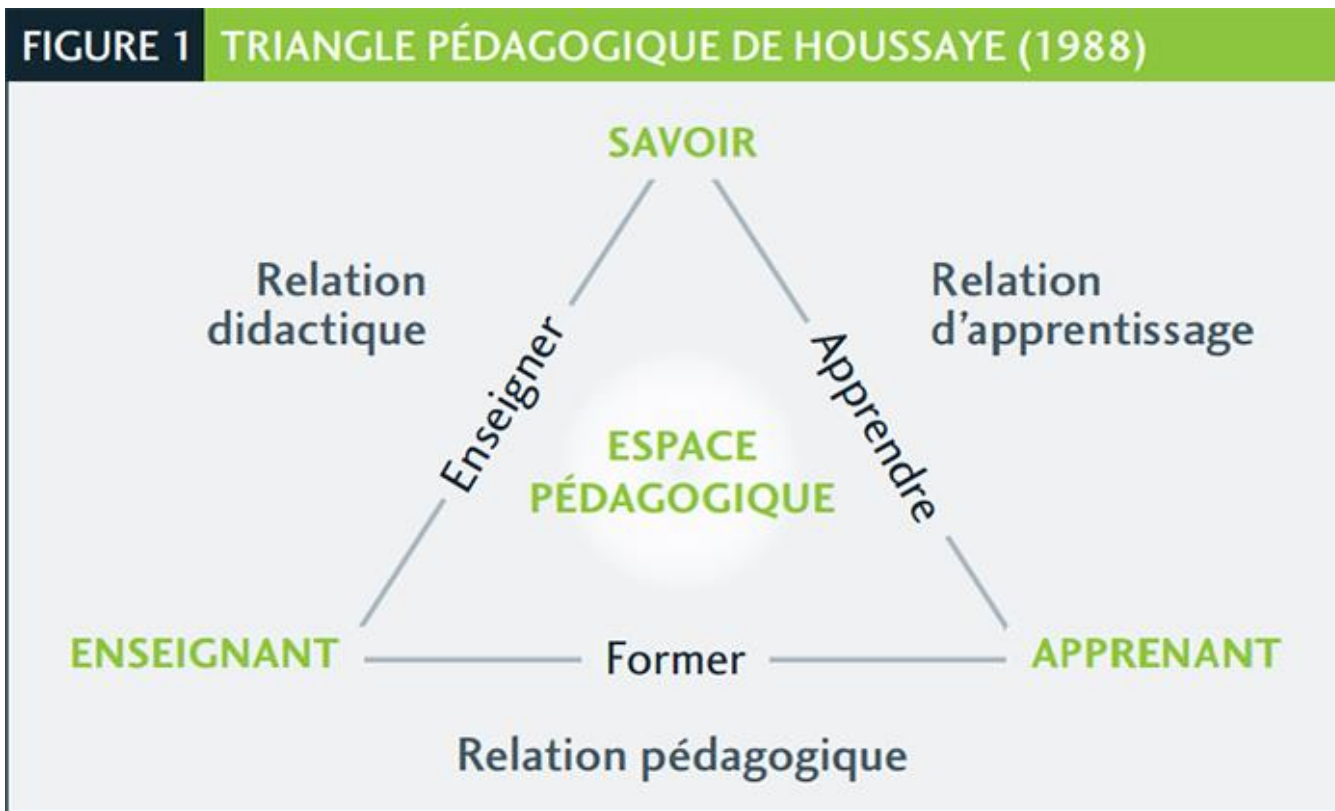 FIGURE 1 TRIANGLE PÉDAGOGIQUE DE HOUSSAYE (1988)
SAVOIR
Relation
didactique
Relation
d’apprentissage
Enseigner
Apprendre
ESPACE
PÉDAGOGIQUE
ENSEIGNANT
Former
APPRENANT
Relation pédagogique